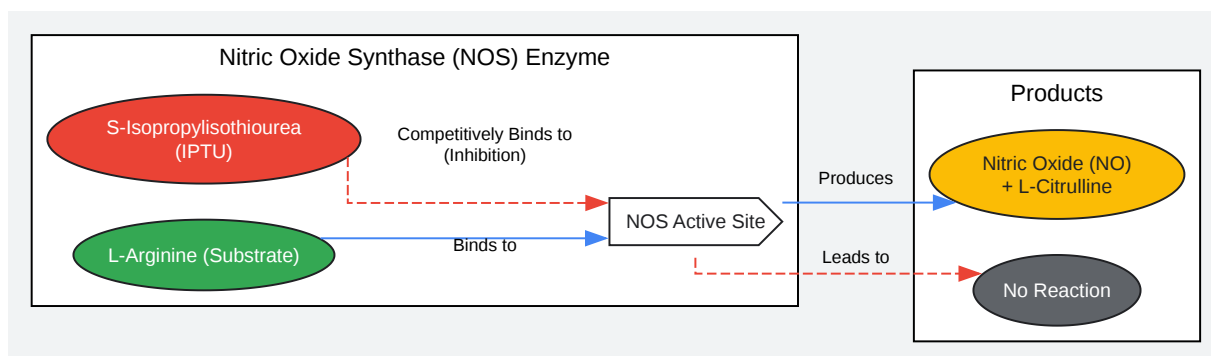 Nitric Oxide Synthase (NOS) Enzyme
S-Isopropylisothiourea
(IPTU)
Competitively Binds to
(Inhibition)
L-Arginine (Substrate)
Binds to
NOS Active Site
Produces
Leads to
Products
Nitric Oxide (NO)
+ L-Citrulline
No Reaction